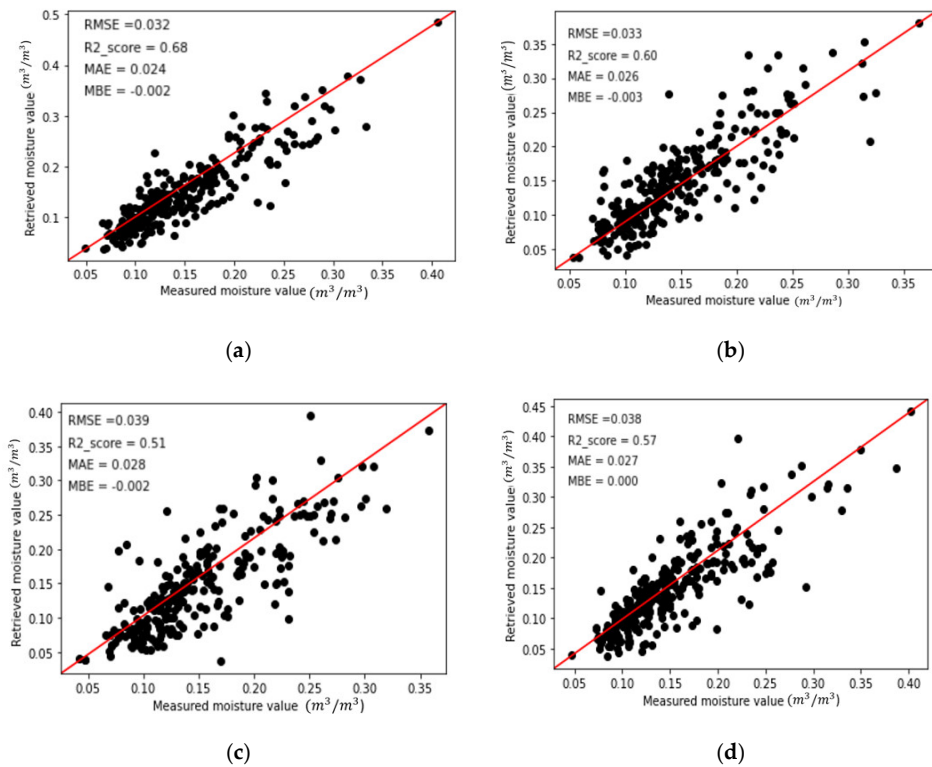 0.5
0.4
0.3
0.2
0.1
Retrieved moisture value (m³/m³)
RMSE =0.032
R2_score = 0.68
MAE = 0.024
MBE = -0.002
0.05 0.10 0.15 0.20 0.25 0.30 0.35 0.40
Measured moisture value (m³/m³)
(a)
0.35
0.30
0.25
0.20
0.15
0.10
0.05
Retrieved moisture value (m³/m³)
RMSE =0.033
R2_score = 0.60
MAE = 0.026
MBE = -0.003
0.05 0.10 0.15 0.20 0.25 0.30 0.35
Measured moisture value (m³/m³)
(b)
0.40
0.35
0.30
0.25
0.20
0.15
0.10
0.05
Retrieved moisture value (m³/m³)
RMSE =0.039
R2_score = 0.51
MAE = 0.028
MBE = -0.002
0.05 0.10 0.15 0.20 0.25 0.30 0.35
Measured moisture value (m³/m³)
(c)
0.45
0.40
0.35
0.30
0.25
0.20
0.15
0.10
0.05
Retrieved moisture value (m³/m³)
RMSE =0.038
R2_score = 0.57
MAE = 0.027
MBE = 0.000
0.05 0.10 0.15 0.20 0.25 0.30 0.35 0.40
Measured moisture value (m³/m³)
(d)